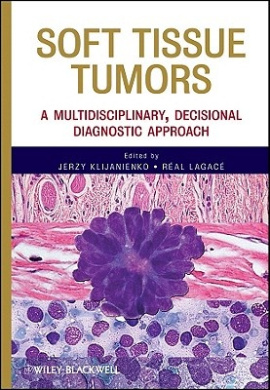 SOFT TISSUE
TUMORS
A MULTIDISCIPLINARY, DECISIONAL
DIAGNOSTIC APPROACH
Edited by
JERZY KLIJANIENKO • RÉAL LAGACÉ
WILEY-BLACKWELL